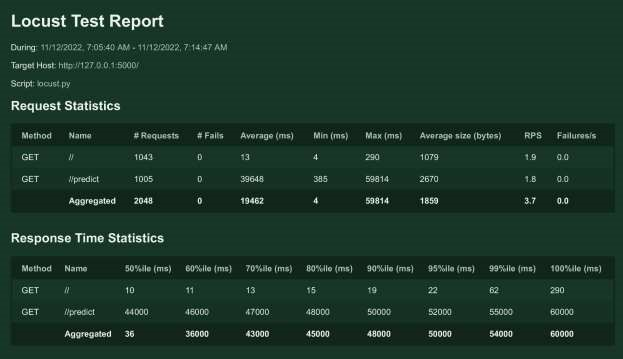 Locust Test Report
During: 11/12/2022, 7:05:40 AM - 11/12/2022, 7:14:47 AM
Target Host: http://127.0.0.1:5000/
Script: locust.py
Request Statistics
Method Name # Requests # Fails Average (ms) Min (ms) Max (ms) Average size (bytes) RPS Failures/s
GET // 1043 0 13 4 290 1079 1.9 0.0
GET //predict 1005 0 39648 385 59814 2670 1.8 0.0
Aggregated 2048 0 19462 4 59814 1859 3.7 0.0
Response Time Statistics
Method Name 50%ile (ms) 60%ile (ms) 70%ile (ms) 80%ile (ms) 90%ile (ms) 95%ile (ms) 99%ile (ms) 100%ile (ms)
GET // 10 11 13 15 19 22 62 290
GET //predict 44000 46000 47000 48000 50000 52000 55000 60000
Aggregated 36 36000 43000 45000 48000 50000 54000 60000